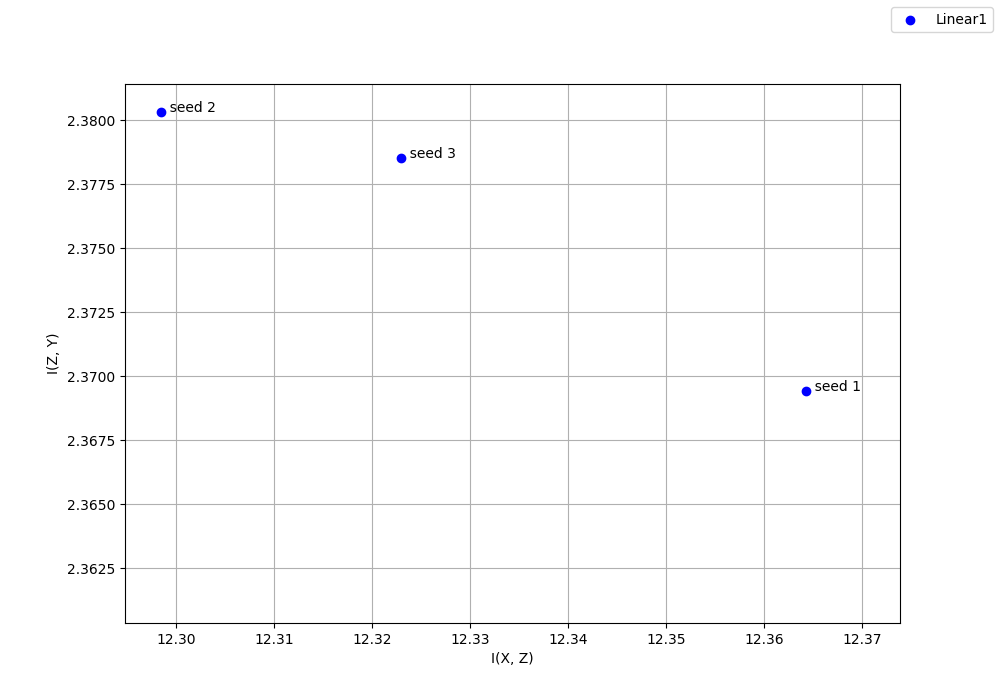 Linear1
seed 2
seed 3
seed 1
2.3800
2.3775
2.3750
2.3725
2.3700
2.3675
2.3650
2.3625
I(Z, Y)
12.30 12.31 12.32 12.33 12.34 12.35 12.36 12.37
I(X, Z)